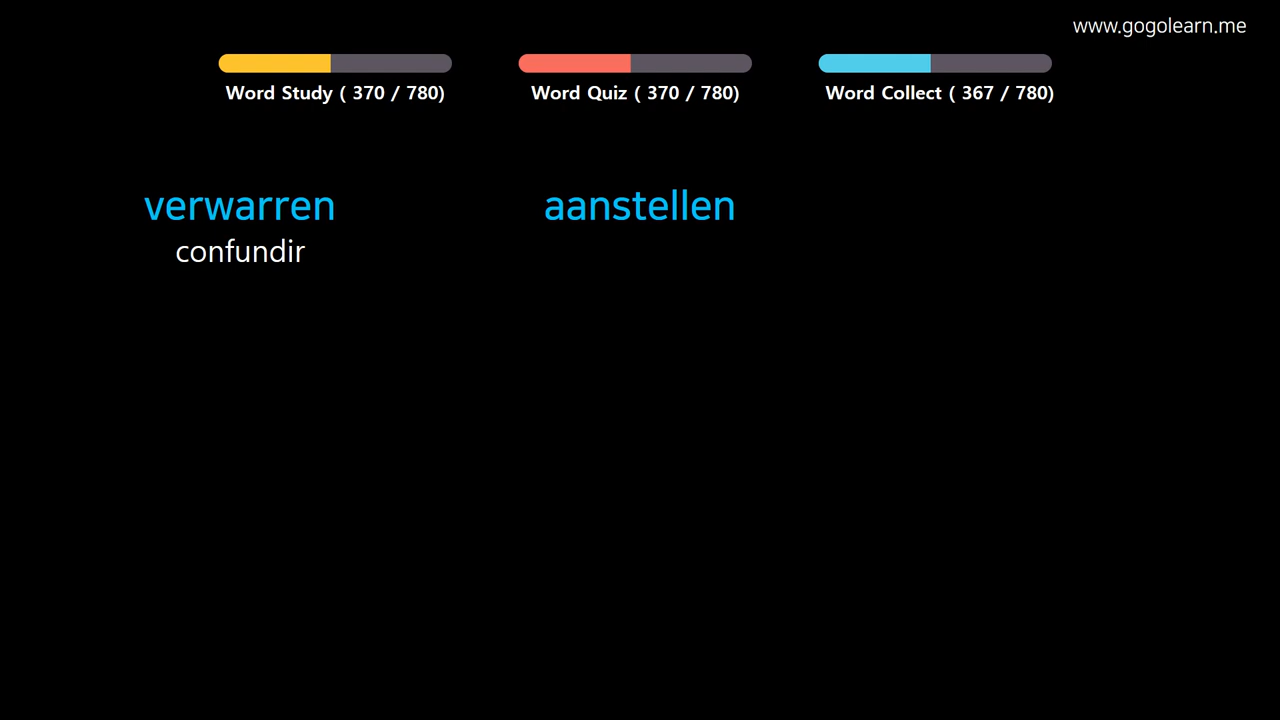 www.gogolearn.me
Word Study ( 370 / 780)
Word Quiz ( 370 / 780)
Word Collect ( 367 / 780)
verwarren
confundir
aanstellen